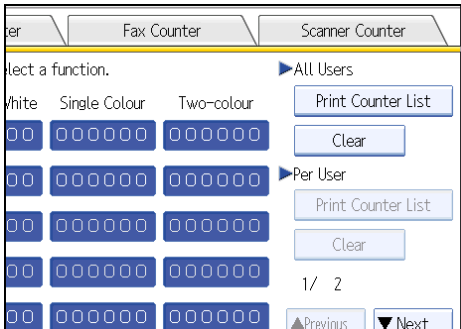 ter Fax Counter Scanner Counter
elect a function. ▶All Users
White Single Colour Two-colour Print Counter List
00 000000 000000 Clear
00 000000 000000 ▶Per User
Print Counter List
00 000000 000000 Clear
00 000000 000000 1/ 2
00 000000 000000 ▲Previous ▼Next